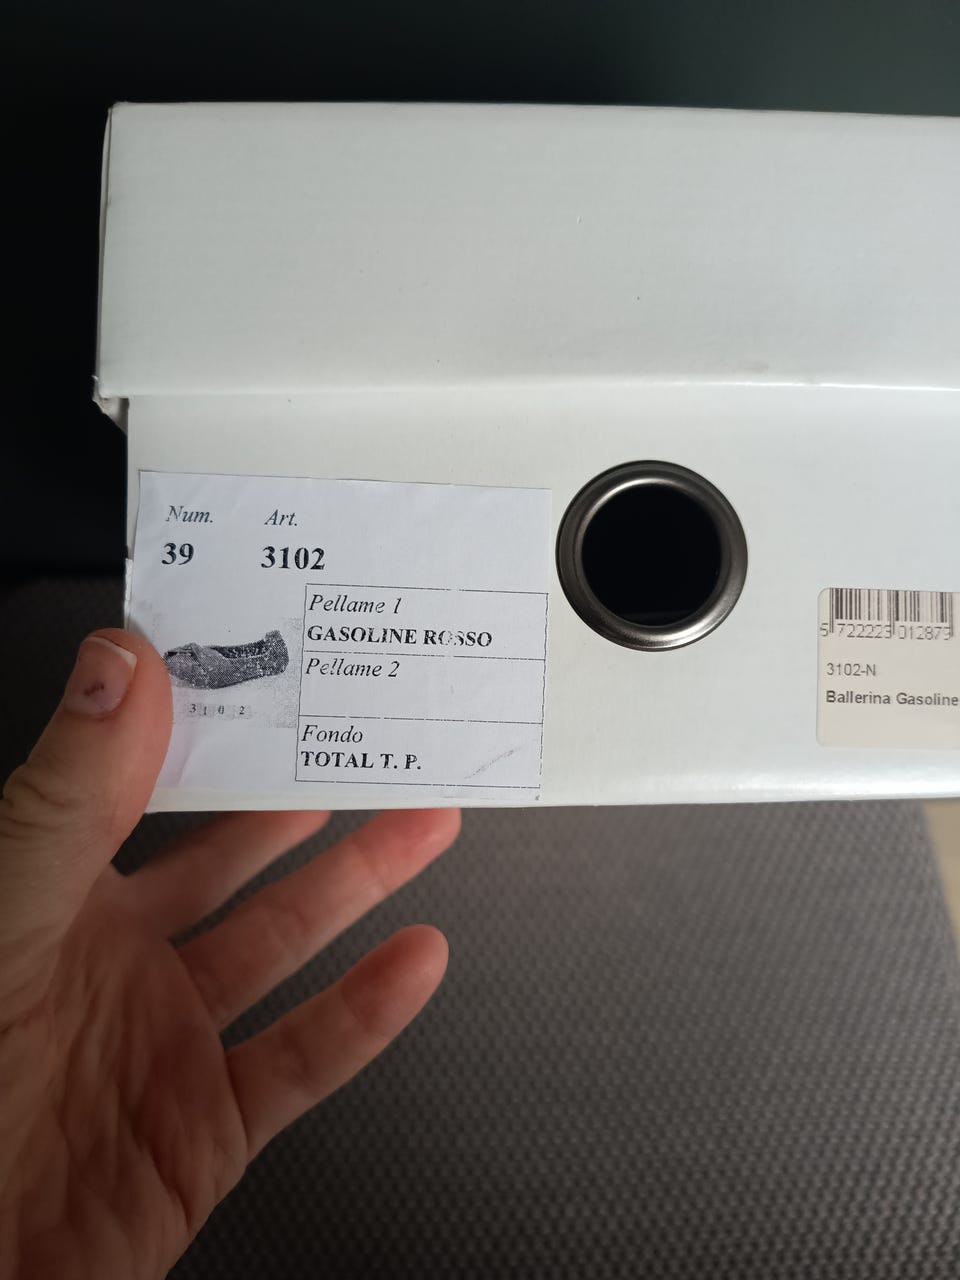 Num. Art.
39 3102
Pellame 1
GASOLINE ROSSO
Pellame 2
3 1 0 2
Fondo
TOTAL T. P.
5 722223 012873
3102-N
Ballerina Gasoline